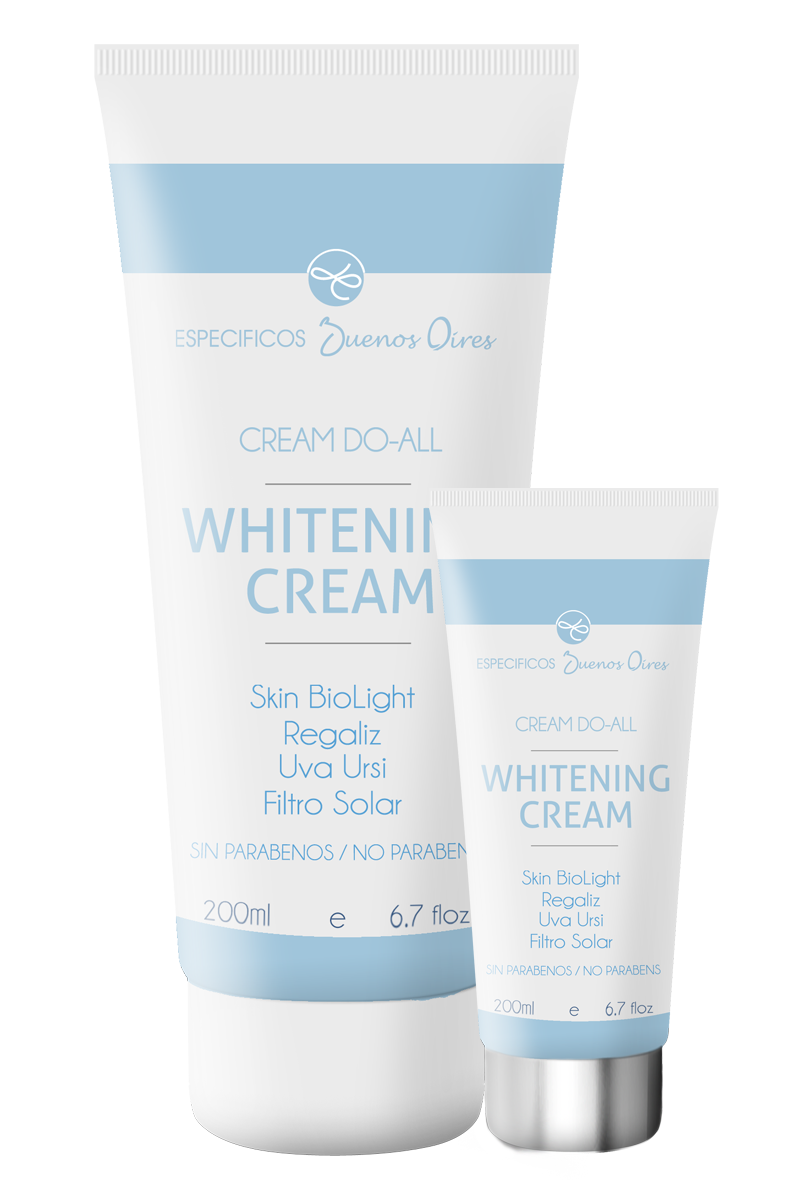 ESPECIFICOS Buenos Aires
CREAM DO-ALL
WHITENIN
CREAM
Skin BioLight
Regaliz
Uva Ursi
Filtro Solar
SIN PARABENOS / NO PARABEN
200ml e 6.7 floz
ESPECIFICOS Buenos Aires
CREAM DO-ALL
WHITENING
CREAM
Skin BioLight
Regaliz
Uva Ursi
Filtro Solar
SIN PARABENOS / NO PARABENS
200ml e 6.7 floz